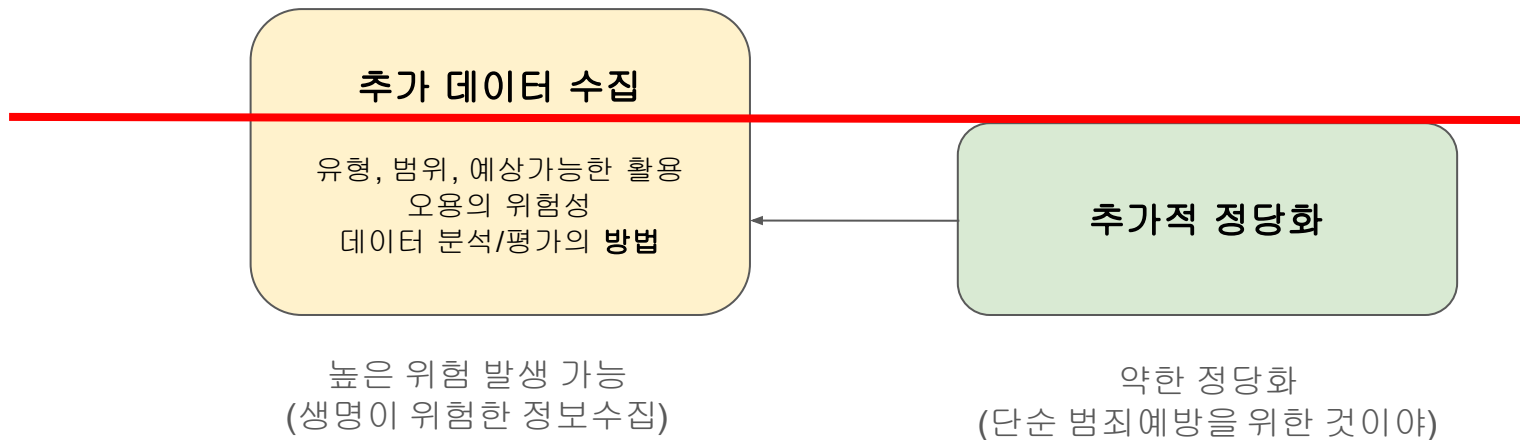 추가 데이터 수집
유형, 범위, 예상가능한 활용
오용의 위험성
데이터 분석/평가의 방법
추가적 정당화
높은 위험 발생 가능
(생명이 위험한 정보수집)
약한 정당화
(단순 범죄예방을 위한 것이야)